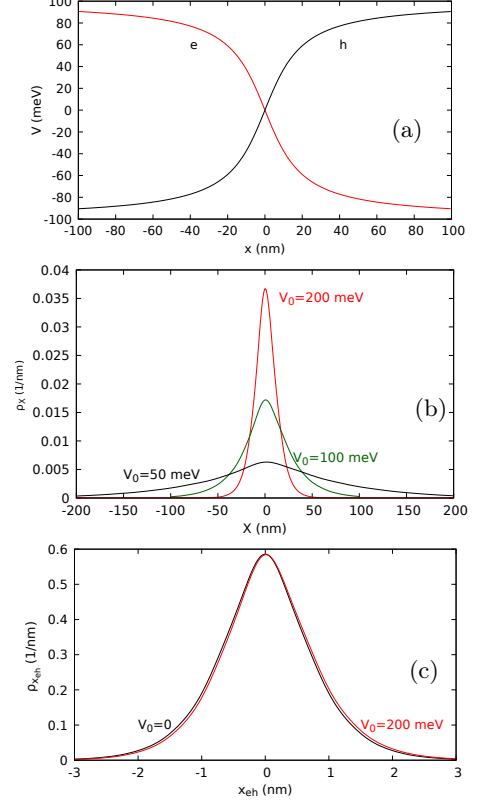 100
80
60
40
20
0
-20
-40
-60
-80
-100
V (meV)
e
h
(a)
-100 -80 -60 -40 -20 0 20 40 60 80 100
x (nm)
0.04
0.035
0.03
0.025
0.02
0.015
0.01
0.005
0
ρX (1/nm)
V0=200 meV
(b)
V0=100 meV
V0=50 meV
-200 -150 -100 -50 0 50 100 150 200
X (nm)
0.6
0.5
0.4
0.3
0.2
0.1
0
ρxeh (1/nm)
(c)
V0=0
V0=200 meV
-3 -2 -1 0 1 2 3
xeh (nm)